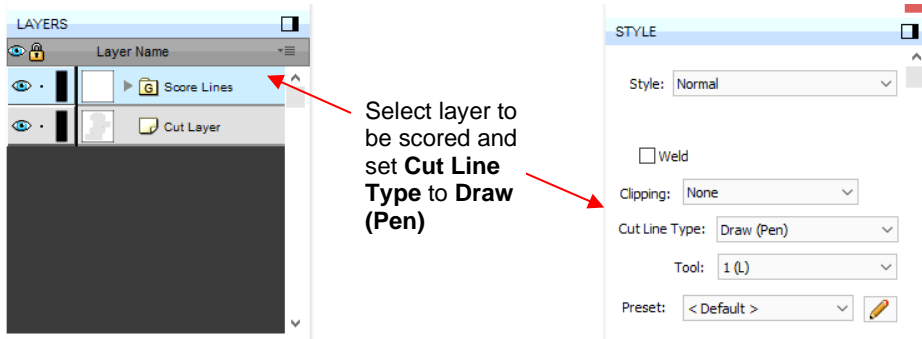 LAYERS
Layer Name
G Score Lines
Cut Layer
Select layer to
be scored and
set Cut Line
Type to Draw
(Pen)
STYLE
Style: Normal
Weld
Clipping: None
Cut Line Type: Draw (Pen)
Tool: 1 (L)
Preset: < Default >